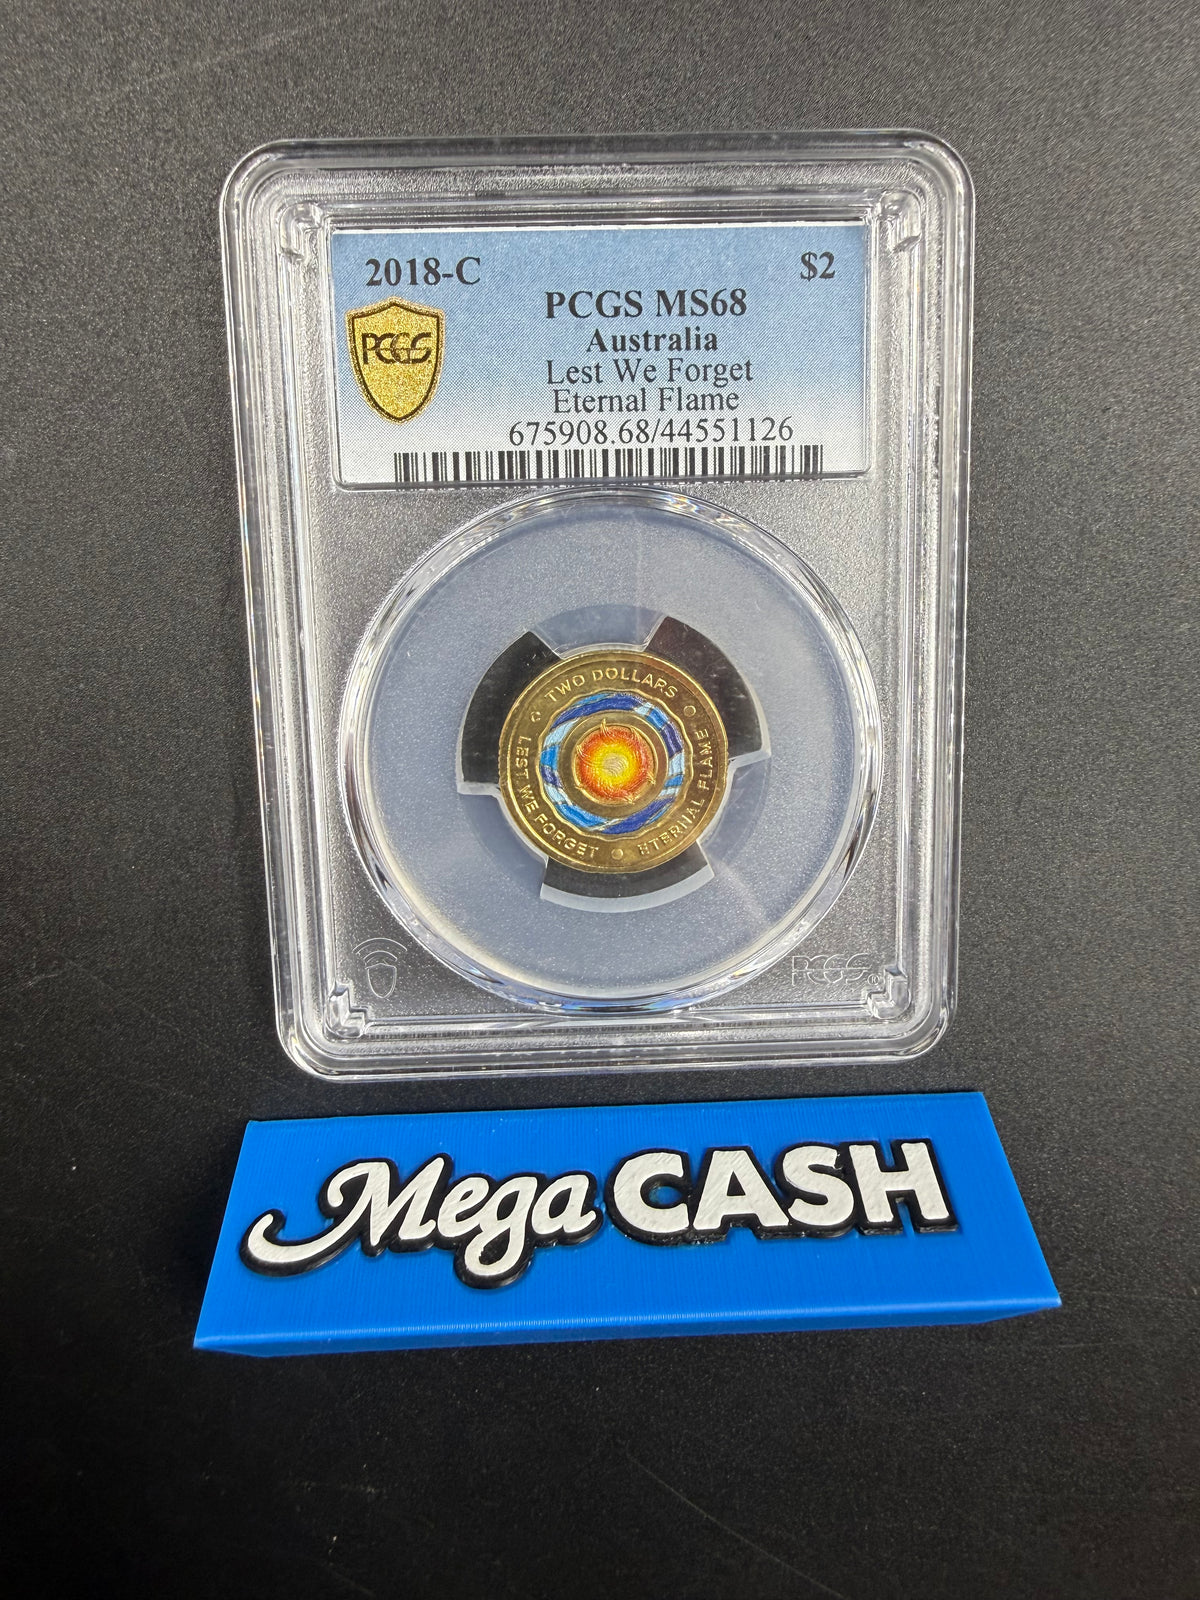 2018-C
$2
PCGS MS68
PCGS
Australia
Lest We Forget
Eternal Flame
675908.68/44551126
TWO DOLLARS
LEST WE FORGET
ETERNAL FLAME
PCGS
Mega CASH